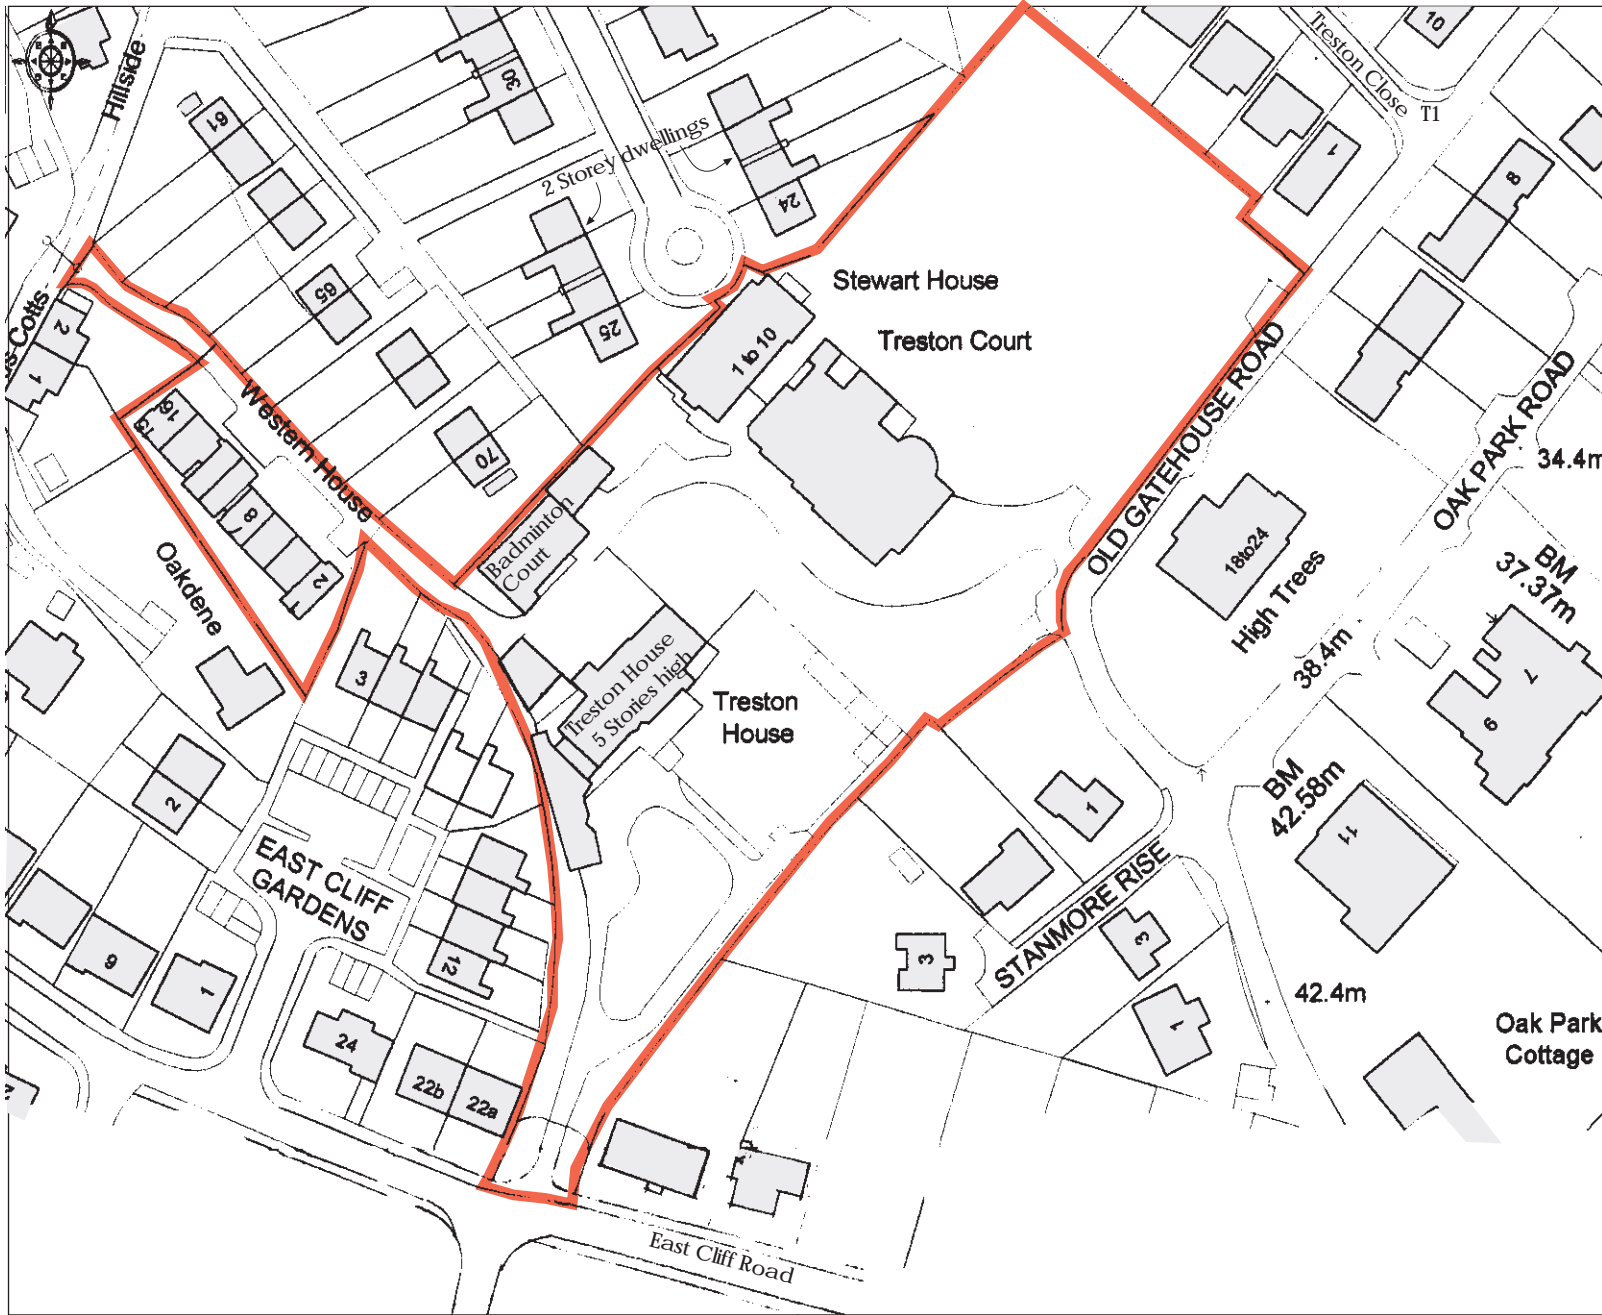 Hillside
61
30
2 Storey dwellings
24
Treston Close
T1
10
1
8
Stewart House
Treston Court
65
25
1 to 10
2
1
Cotts
Western House
16
15
8
2
70
Badminton
Court
OLD GATEHOUSE ROAD
OAK PARK ROAD
34.4m
18to24
High Trees
BM
37.37m
38.4m
7
9
Oakdene
3
Treston House
5 Stories high
Treston
House
2
EAST CLIFF
GARDENS
12
9
1
24
22b
22a
1
STANMORE RISE
3
3
1
BM
42.58m
11
42.4m
Oak Park
Cottage
2
East Cliff Road